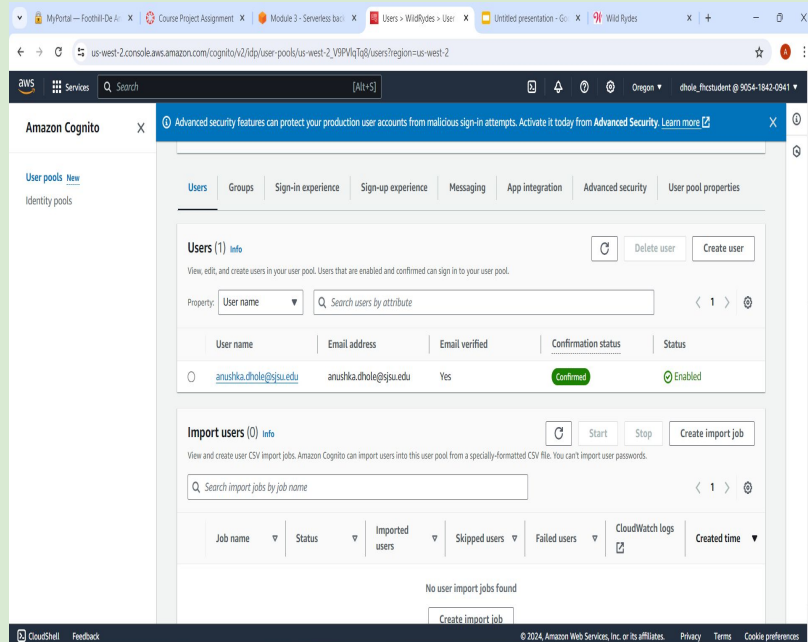 MyPortal — Foothill-De An
Course Project Assignment
Module 3 - Serverless back
Users > WildRydes > User
Untitled presentation - Goo
Wild Rydes
us-west-2.console.aws.amazon.com/cognito/v2/idp/user-pools/us-west-2_V9PVlqTq8/users?region=us-west-2
A
aws Services Search [Alt+S] Oregon dhole_fhcstudent @ 9054-1842-0941
Amazon Cognito
User pools New
Identity pools
Advanced security features can protect your production user accounts from malicious sign-in attempts. Activate it today from Advanced Security. Learn more
Users Groups Sign-in experience Sign-up experience Messaging App integration Advanced security User pool properties
Users (1) Info
Delete user Create user
View, edit, and create users in your user pool. Users that are enabled and confirmed can sign in to your user pool.
Property: User name Search users by attribute 1
User name Email address Email verified Confirmation status Status
anushka.dhole@sjsu.edu anushka.dhole@sjsu.edu Yes Confirmed Enabled
Import users (0) Info
Start Stop Create import job
View and create user CSV import jobs. Amazon Cognito can import users into this user pool from a specially-formatted CSV file. You can't import user passwords.
Search import jobs by job name 1
Job name Status Imported users Skipped users Failed users CloudWatch logs Created time
No user import jobs found
Create import job
CloudShell Feedback © 2024, Amazon Web Services, Inc. or its affiliates. Privacy Terms Cookie preferences